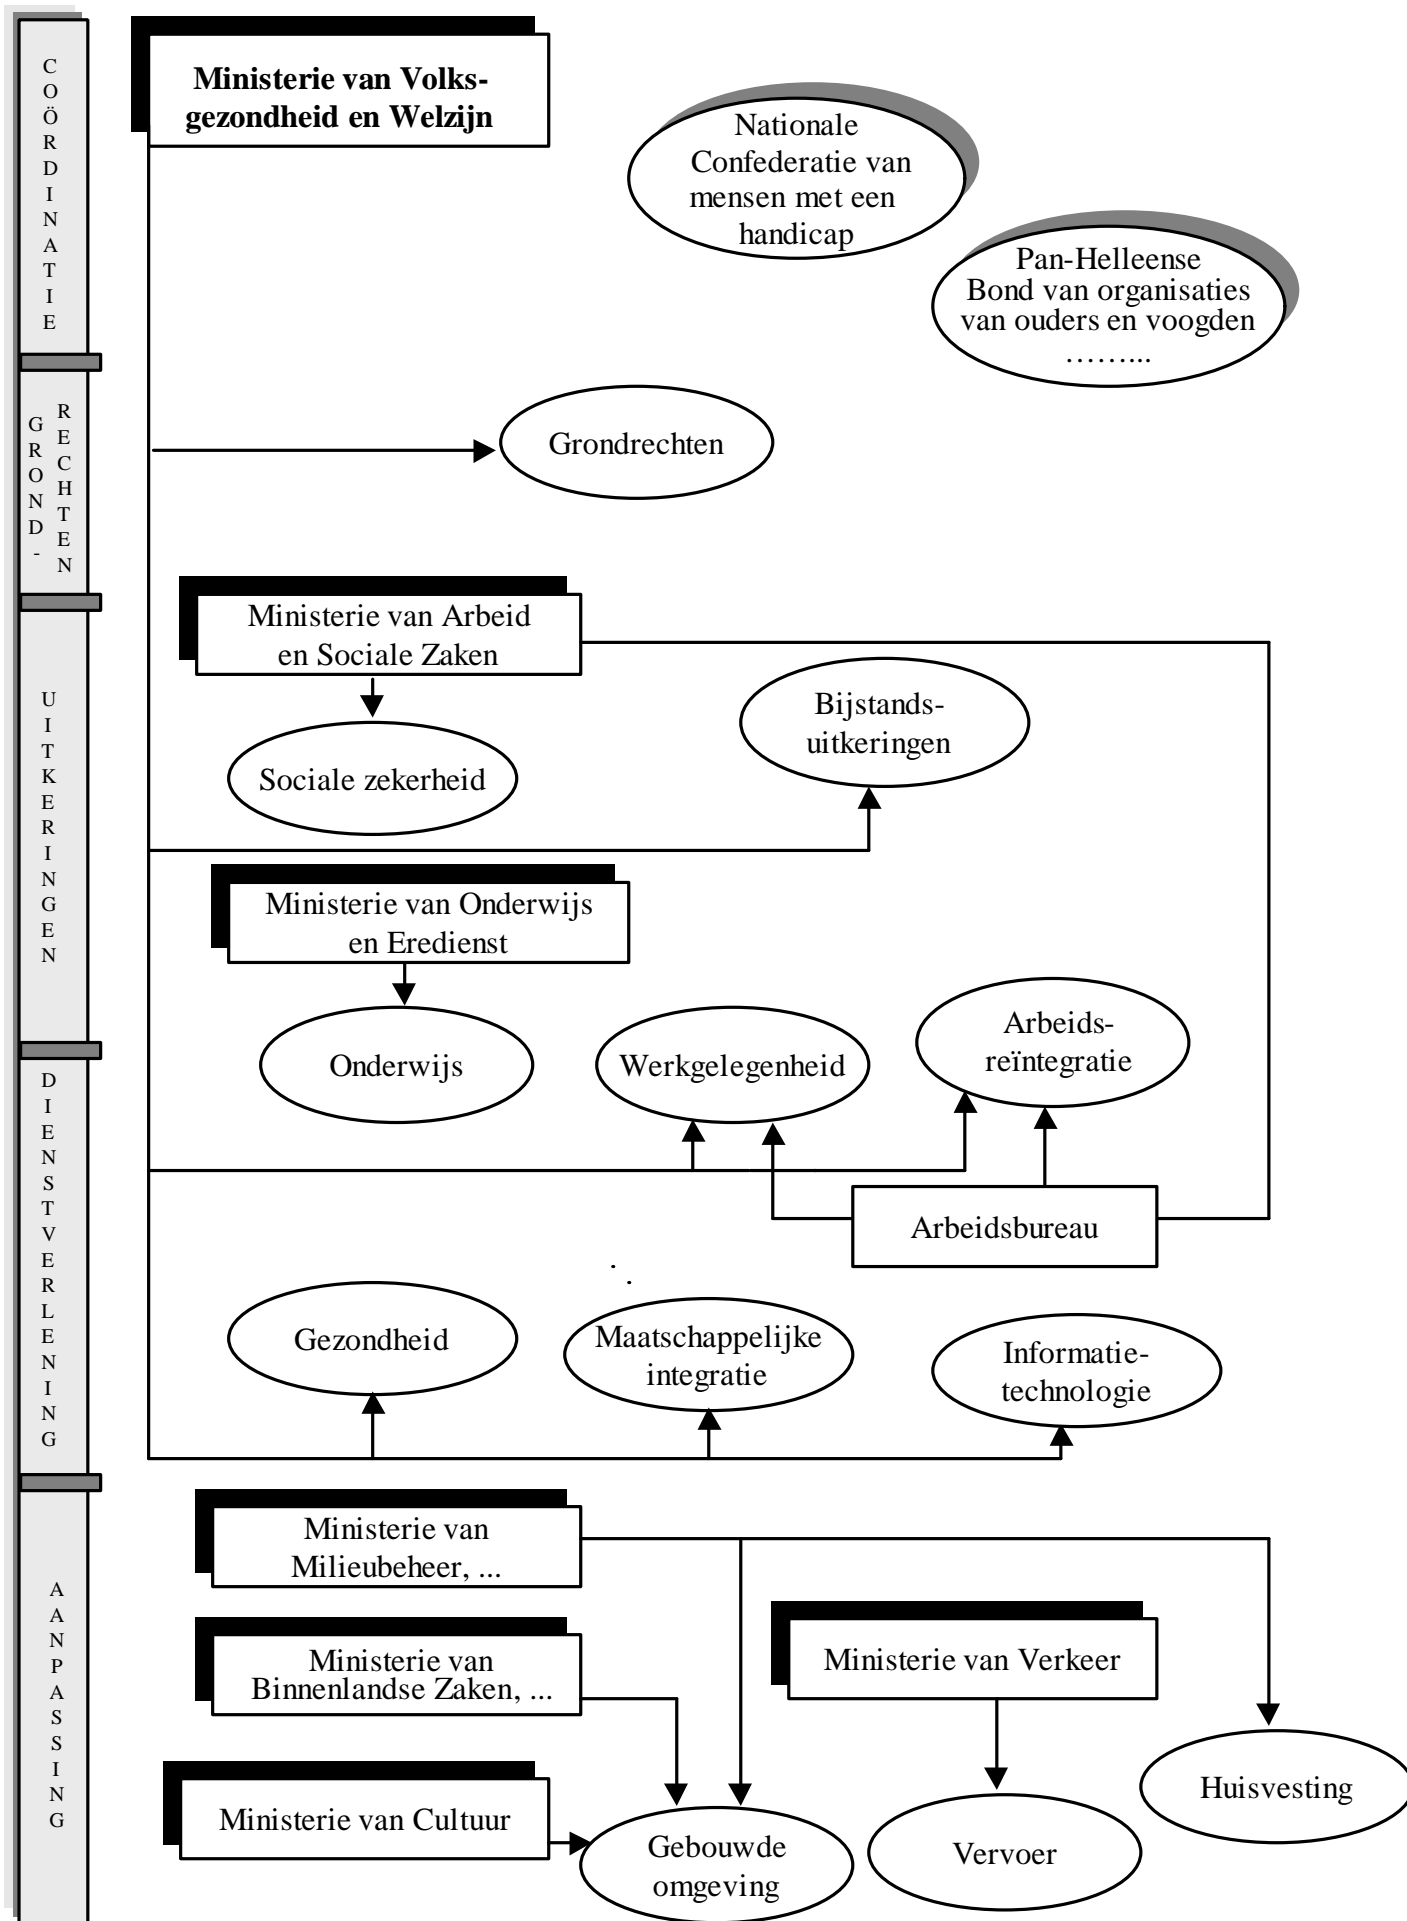 COÖRDINATIE
Ministerie van Volks-
gezondheid en Welzijn
Nationale
Confederatie van
mensen met een
handicap
Pan-Helleense
Bond van organisaties
van ouders en voogden
……...
GROND-
RECHTEN
Grondrechten
UITKERINGEN
Ministerie van Arbeid
en Sociale Zaken
Bijstands-
uitkeringen
Sociale zekerheid
Ministerie van Onderwijs
en Eredienst
DIENSTVERLENING
Onderwijs
Werkgelegenheid
Arbeids-
reïntegratie
Arbeidsbureau
Gezondheid
Maatschappelijke
integratie
Informatie-
technologie
AANPASSING
Ministerie van
Milieubeheer, ...
Ministerie van
Binnenlandse Zaken, ...
Ministerie van Verkeer
Ministerie van Cultuur
Huisvesting
Gebouwde
omgeving
Vervoer